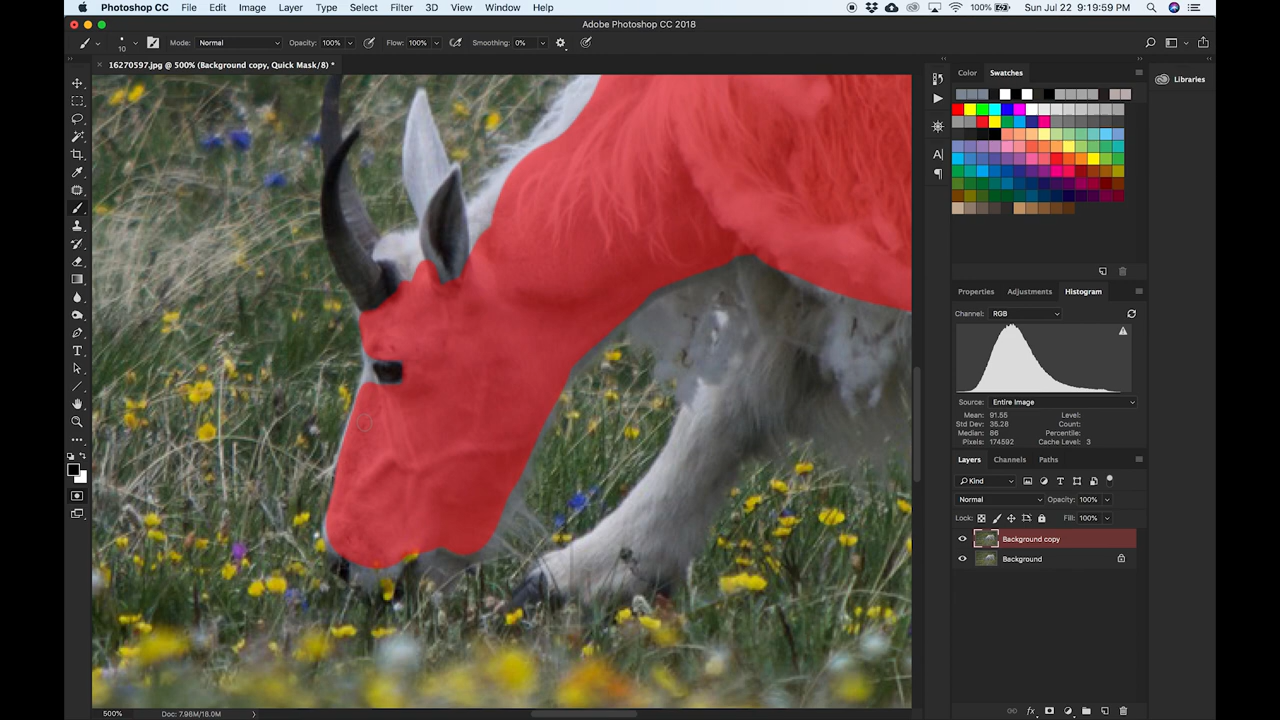 Photoshop CC File Edit Image Layer Type Select Filter 3D View Window Help 100% Sun Jul 22 9:19:59 PM
Adobe Photoshop CC 2018
10 Mode: Normal Opacity: 100% Flow: 100% Smoothing: 0%
× 16270597.jpg @ 500% (Background copy, Quick Mask/8) *
Color Swatches
Libraries
Properties Adjustments Histogram
Channel: RGB
Source: Entire Image
Mean: 91.55 Level:
Std Dev: 35.28 Count:
Median: 86 Percentile:
Pixels: 174592 Cache Level: 3
Layers Channels Paths
Kind
Normal Opacity: 100%
Lock: Fill: 100%
Background copy
Background
500% Doc: 7.98M/18.0M